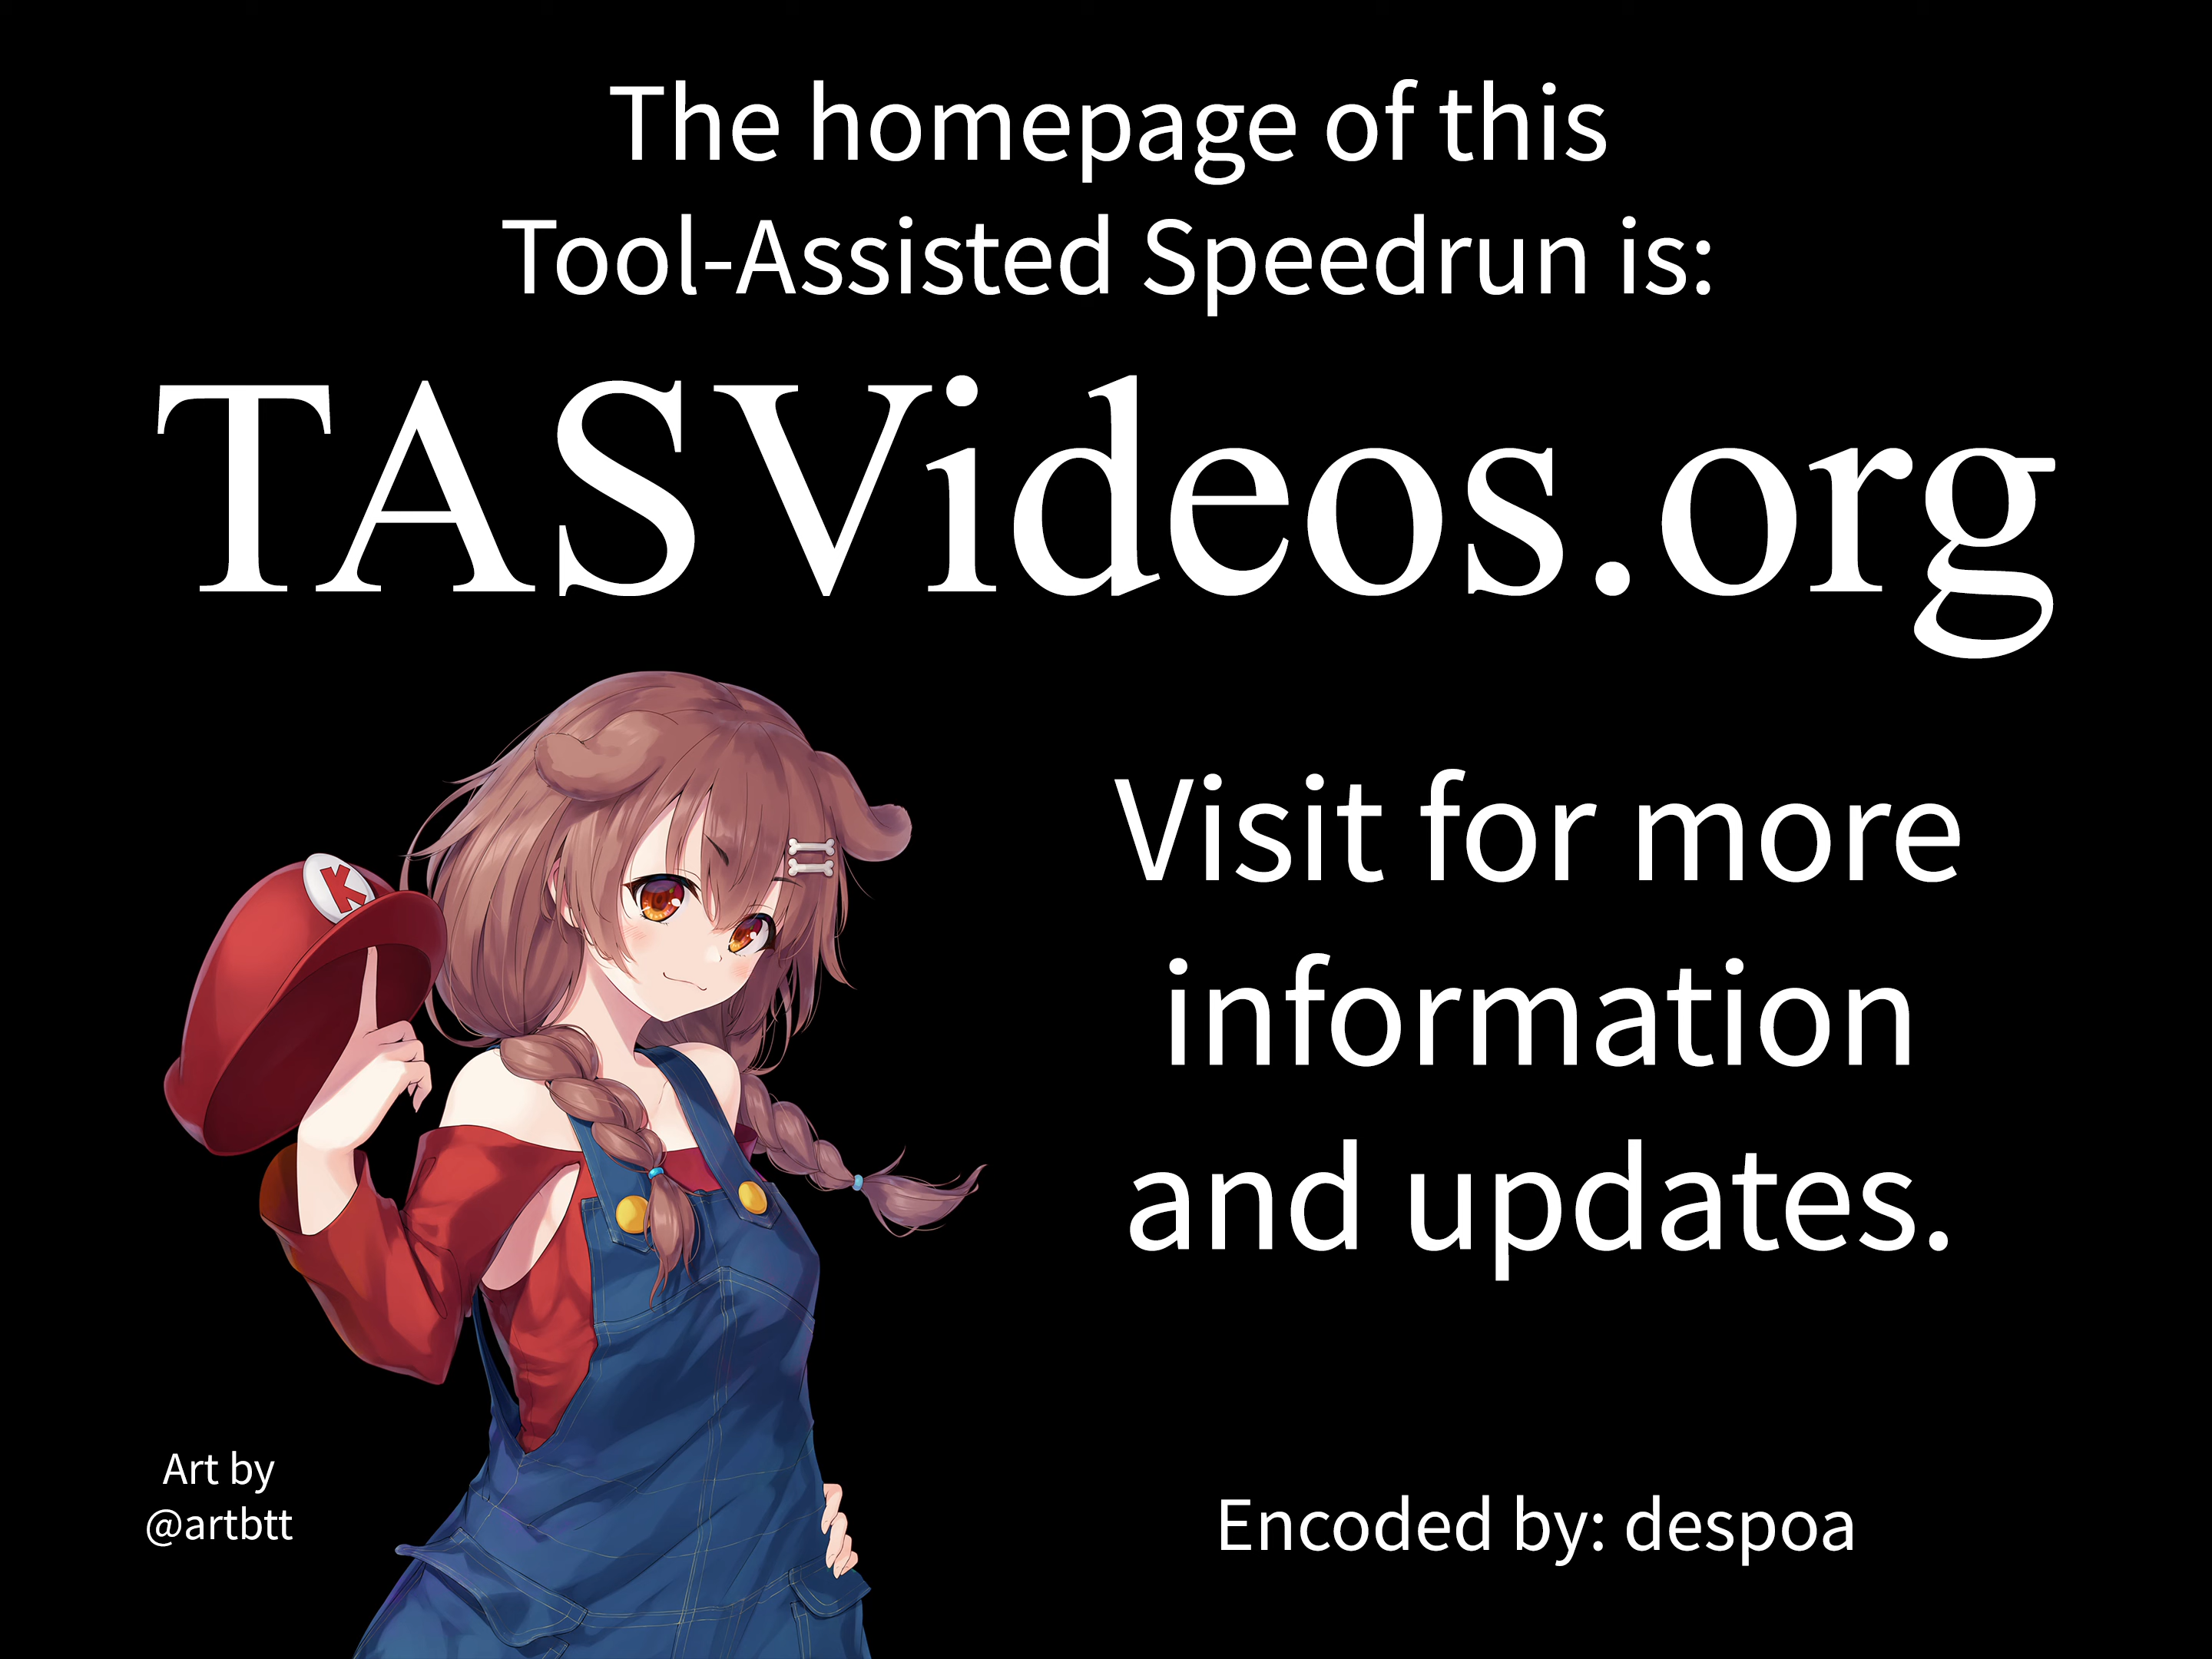 The homepage of this
Tool-Assisted Speedrun is:
TASVideos.org
K
Visit for more
information
and updates.
Art by
@artbtt
Encoded by: despoa